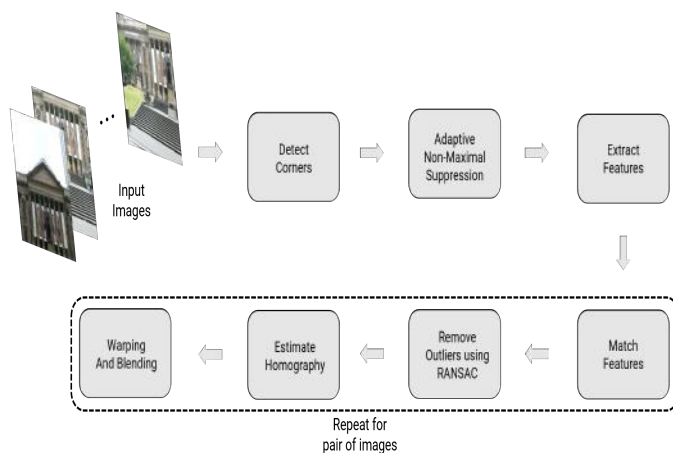 Input
Images
Detect
Corners
Adaptive
Non-Maximal
Suppression
Extract
Features
Warping
And Blending
Estimate
Homography
Remove
Outliers using
RANSAC
Match
Features
Repeat for
pair of images